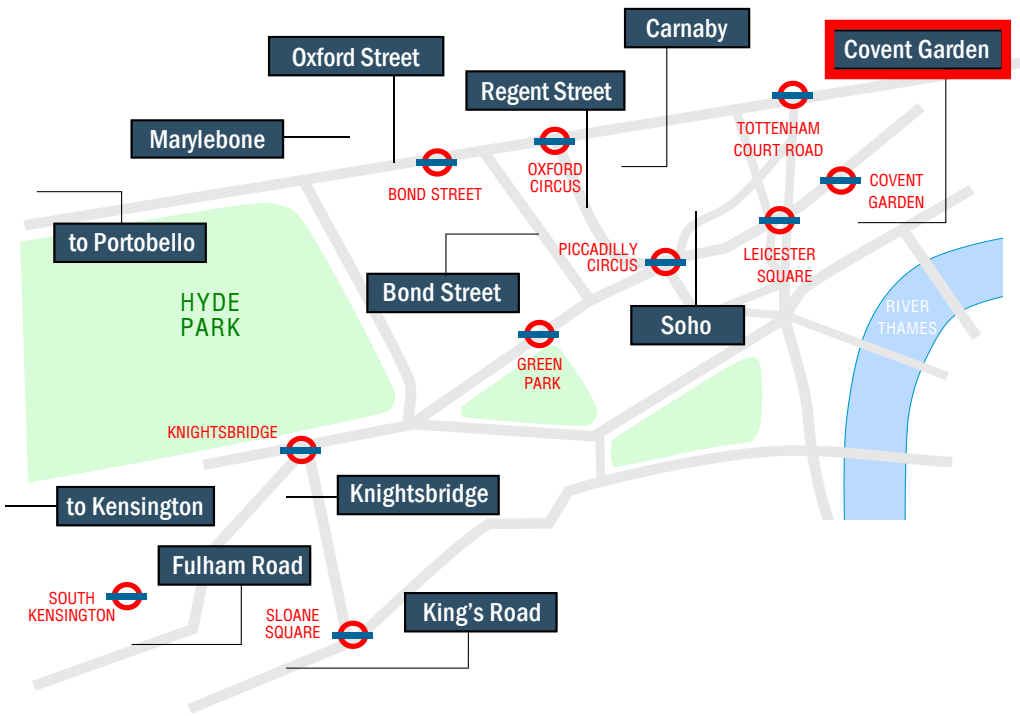 Carnaby
Covent Garden
Oxford Street
Regent Street
Marylebone
TOTTENHAM
COURT ROAD
OXFORD
CIRCUS
BOND STREET
COVENT
GARDEN
to Portobello
PICCADILLY
CIRCUS
LEICESTER
SQUARE
Bond Street
HYDE
PARK
Soho
RIVER
THAMES
GREEN
PARK
KNIGHTSBRIDGE
Knightsbridge
to Kensington
Fulham Road
SOUTH
KENSINGTON
SLOANE
SQUARE
King's Road